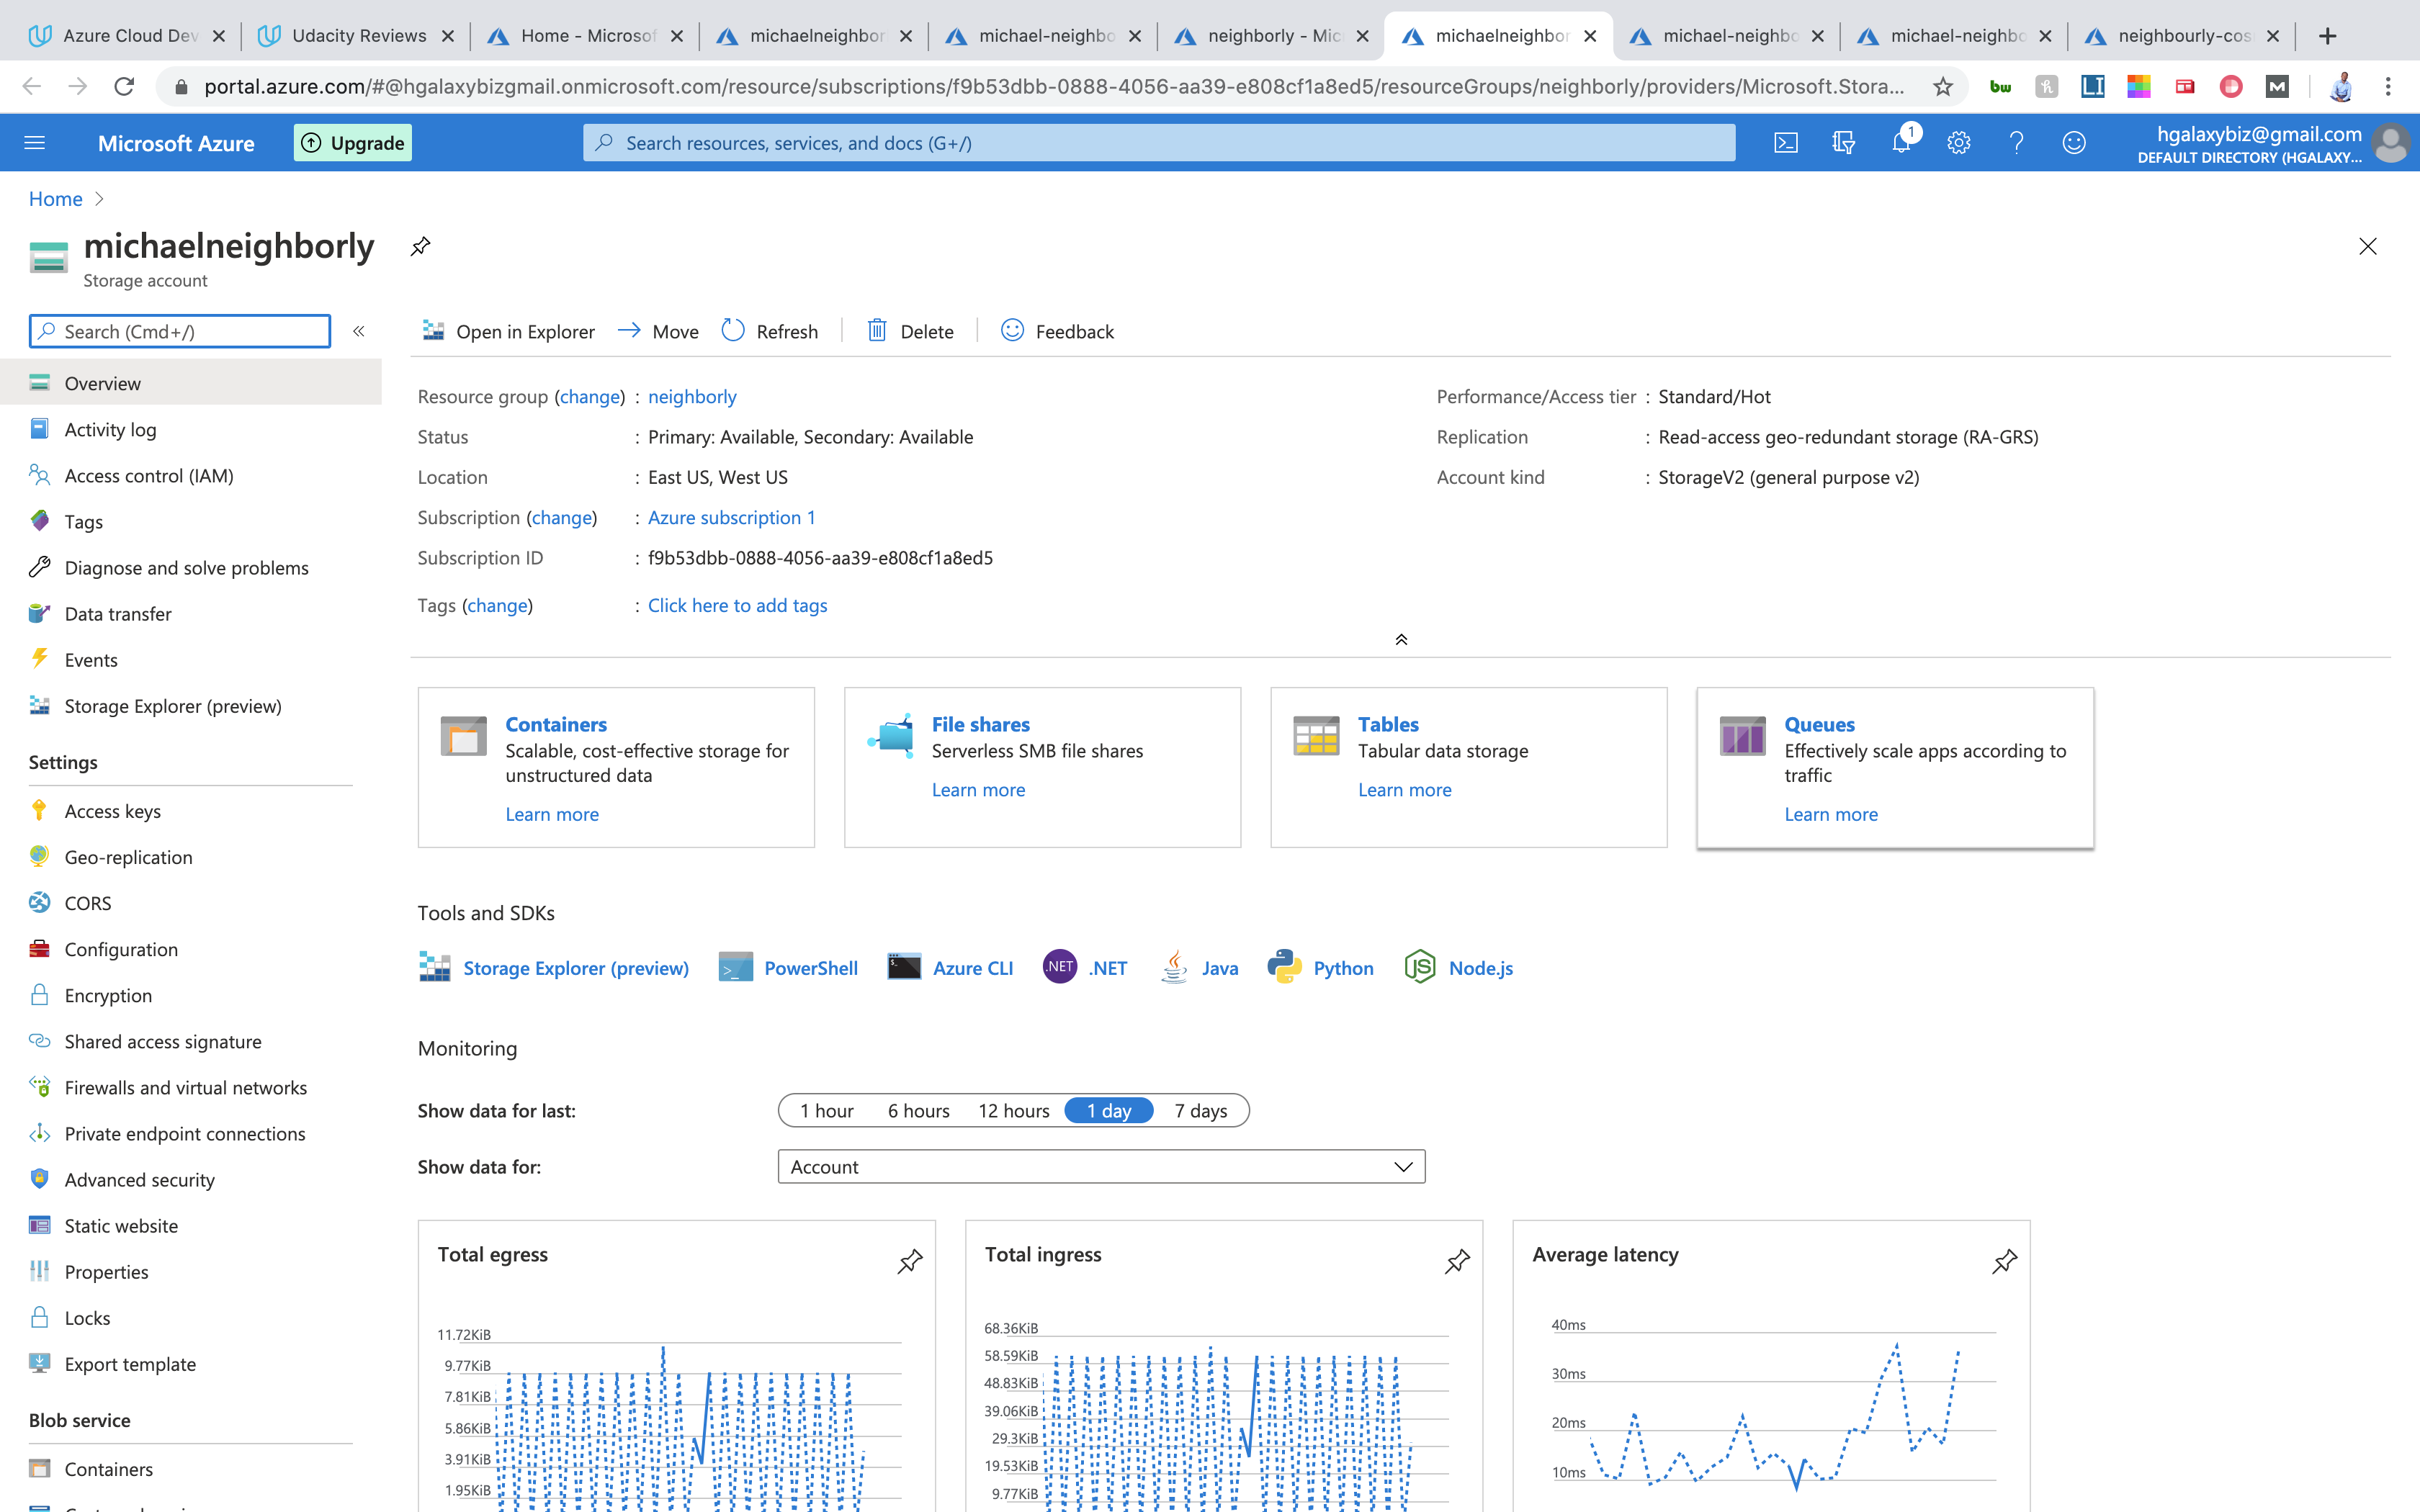 Azure Cloud Dev
Udacity Reviews
Home - Microsof
michaelneighbor
michael-neighbo
neighborly - Mic
michaelneighbor
michael-neighbo
michael-neighbo
neighbourly-cos
portal.azure.com/#@hgalaxybizgmail.onmicrosoft.com/resource/subscriptions/f9b53dbb-0888-4056-aa39-e808cf1a8ed5/resourceGroups/neighborly/providers/Microsoft.Stora...
bw
LI
M
Microsoft Azure
Upgrade
Search resources, services, and docs (G+/)
1
hgalaxybiz@gmail.com
DEFAULT DIRECTORY (HGALAXY...
Home
michaelneighborly
Storage account
Search (Cmd+/)
«
Open in Explorer
Move
Refresh
Delete
Feedback
Overview
Activity log
Access control (IAM)
Tags
Diagnose and solve problems
Data transfer
Events
Storage Explorer (preview)
Settings
Access keys
Geo-replication
CORS
Configuration
Encryption
Shared access signature
Firewalls and virtual networks
Private endpoint connections
Advanced security
Static website
Properties
Locks
Export template
Blob service
Containers
Resource group (change) : neighborly
Status : Primary: Available, Secondary: Available
Location : East US, West US
Subscription (change) : Azure subscription 1
Subscription ID : f9b53dbb-0888-4056-aa39-e808cf1a8ed5
Tags (change) : Click here to add tags
Performance/Access tier : Standard/Hot
Replication : Read-access geo-redundant storage (RA-GRS)
Account kind : StorageV2 (general purpose v2)
Containers
Scalable, cost-effective storage for
unstructured data
Learn more
File shares
Serverless SMB file shares
Learn more
Tables
Tabular data storage
Learn more
Queues
Effectively scale apps according to
traffic
Learn more
Tools and SDKs
Storage Explorer (preview)
PowerShell
Azure CLI
.NET
.NET
Java
Python
JS
Node.js
Monitoring
Show data for last:
1 hour
6 hours
12 hours
1 day
7 days
Show data for:
Account
Total egress
11.72KiB
9.77KiB
7.81KiB
5.86KiB
3.91KiB
1.95KiB
Total ingress
68.36KiB
58.59KiB
48.83KiB
39.06KiB
29.3KiB
19.53KiB
9.77KiB
Average latency
40ms
30ms
20ms
10ms